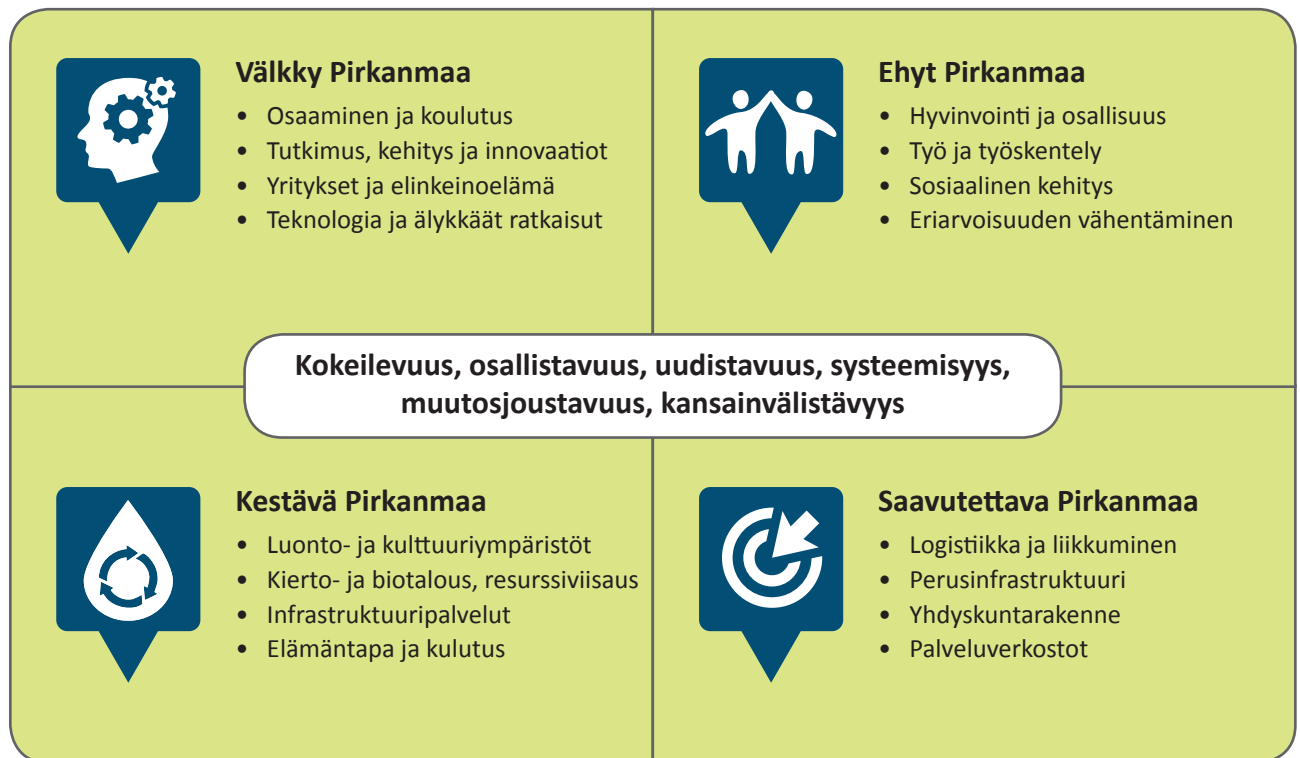 Välkky Pirkanmaa
• Osaaminen ja koulutus
• Tutkimus, kehitys ja innovaatiot
• Yritykset ja elinkeinoelämä
• Teknologia ja älykkäät ratkaisut
Ehyt Pirkanmaa
• Hyvinvointi ja osallisuus
• Työ ja työskentely
• Sosiaalinen kehitys
• Eriarvoisuuden vähentäminen
Kokeilevuus, osallistavuus, uudistavuus, systeemisyys,
muutosjoustavuus, kansainvälistävyys
Kestävä Pirkanmaa
• Luonto- ja kulttuuriympäristöt
• Kierto- ja biotalous, resurssiviisaus
• Infrastruktuuripalvelut
• Elämäntapa ja kulutus
Saavutettava Pirkanmaa
• Logistiikka ja liikkuminen
• Perusinfrastruktuuri
• Yhdyskuntarakenne
• Palveluverkostot